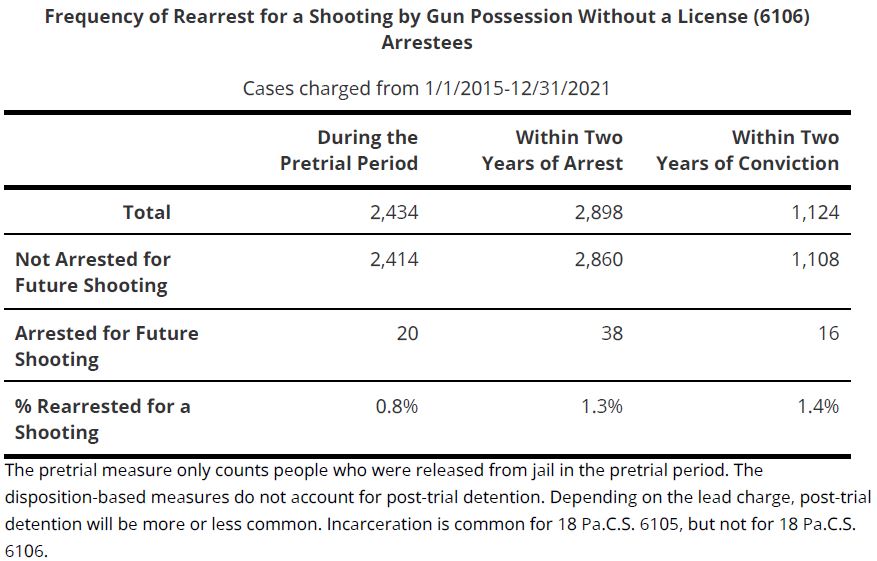 Frequency of Rearrest for a Shooting by Gun Possession Without a License (6106)
Arrestees
Cases charged from 1/1/2015-12/31/2021
During the Pretrial Period Within Two Years of Arrest Within Two Years of Conviction
Total 2,434 2,898 1,124
Not Arrested for Future Shooting 2,414 2,860 1,108
Arrested for Future Shooting 20 38 16
% Rearrested for a Shooting 0.8% 1.3% 1.4%
The pretrial measure only counts people who were released from jail in the pretrial period. The
disposition-based measures do not account for post-trial detention. Depending on the lead charge, post-trial
detention will be more or less common. Incarceration is common for 18 Pa.C.S. 6105, but not for 18 Pa.C.S.
6106.